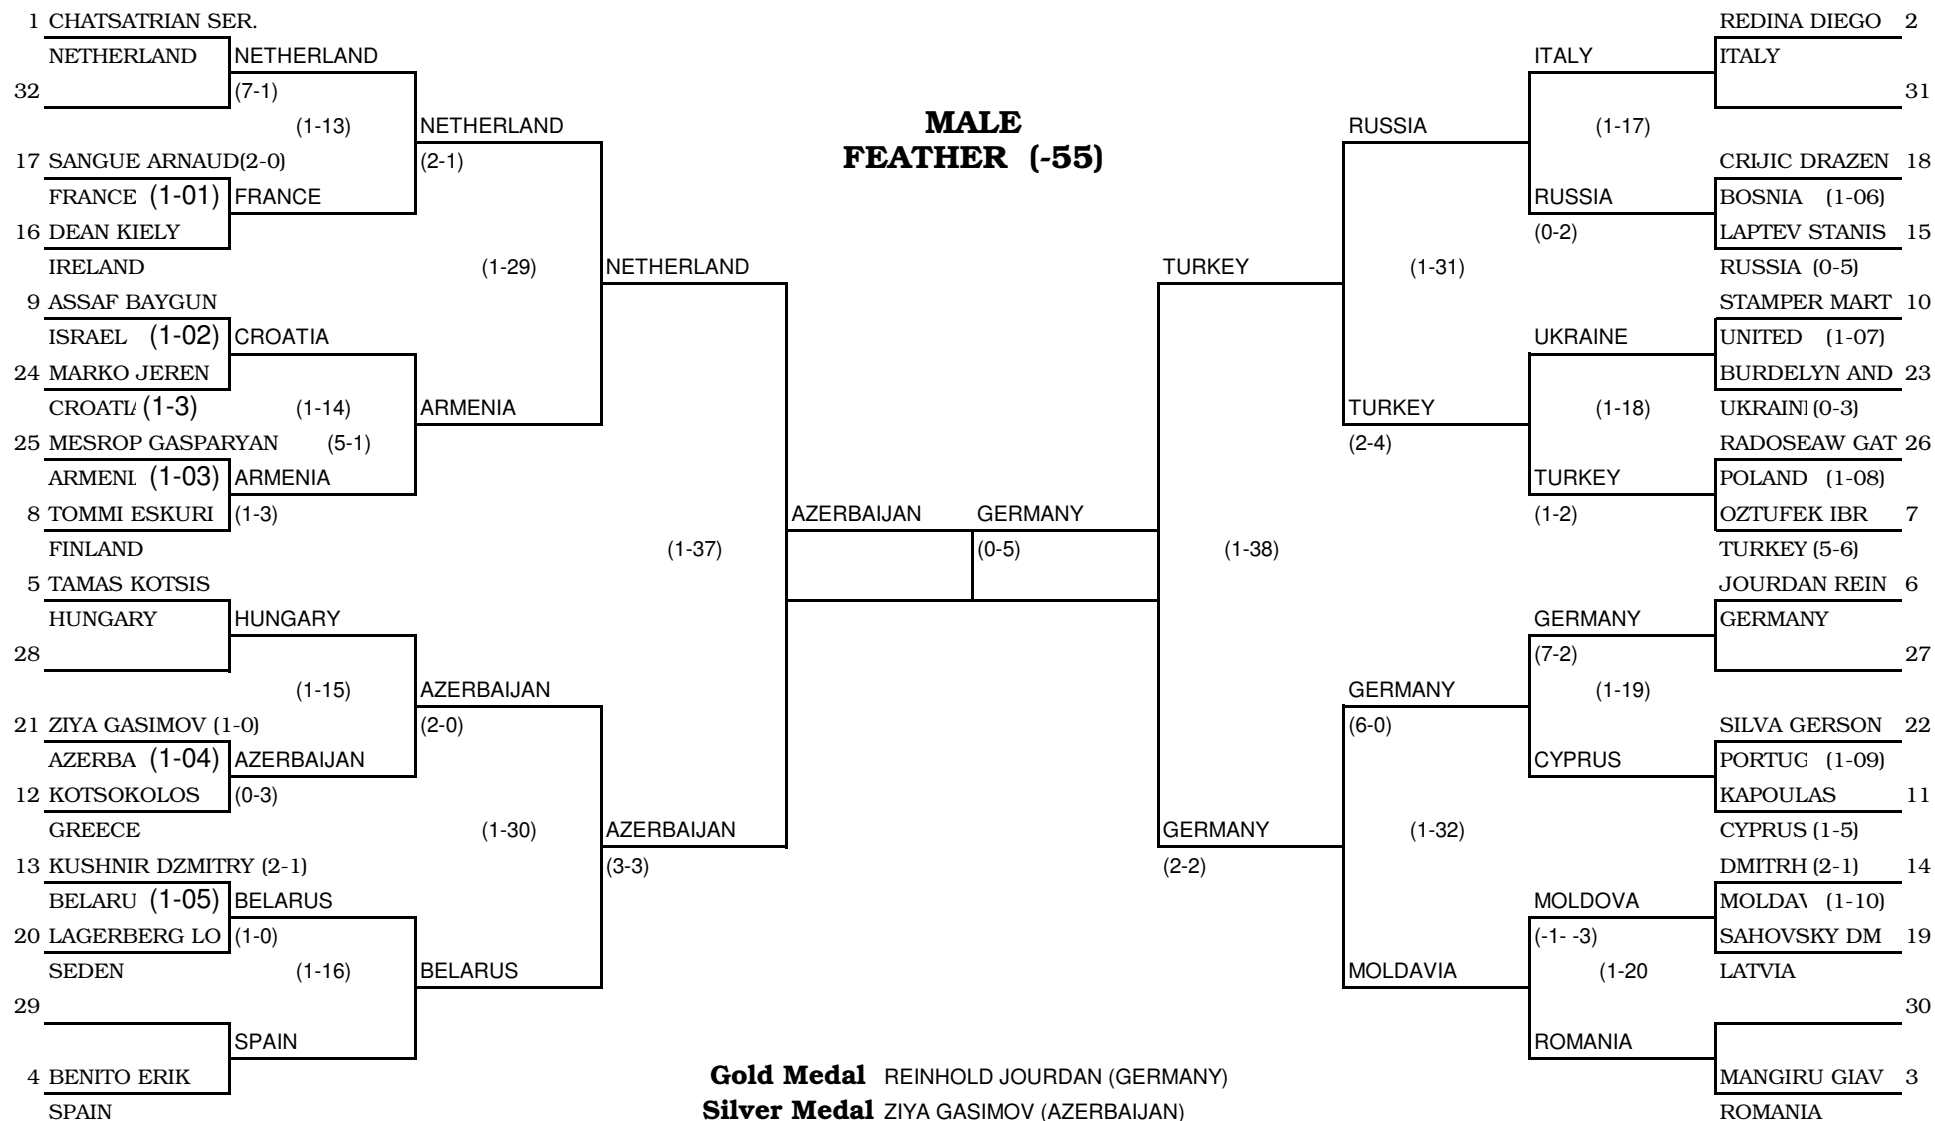 1 CHATSATRIAN SER. REDINA DIEGO 2
NETHERLAND NETHERLAND ITALY ITALY
32 (7-1) 31
(1-13) NETHERLAND MALE RUSSIA (1-17)
17 SANGUE ARNAUD(2-0) (2-1) FEATHER (-55) CRIJIC DRAZEN 18
FRANCE (1-01) FRANCE RUSSIA BOSNIA (1-06)
16 DEAN KIELY (0-2) LAPTEV STANIS 15
IRELAND (1-29) NETHERLAND TURKEY (1-31) RUSSIA (0-5)
9 ASSAF BAYGUN STAMPER MART 10
ISRAEL (1-02) CROATIA UKRAINE UNITED (1-07)
24 MARKO JEREN BURDELYN AND 23
CROATI (1-3) (1-14) ARMENIA TURKEY (1-18) UKRAIN (0-3)
25 MESROP GASPARYAN (5-1) (2-4) RADOSEAW GAT 26
ARMENI (1-03) ARMENIA TURKEY POLAND (1-08)
8 TOMMI ESKURI (1-3) AZERBAIJAN GERMANY (1-2) OZTUFEK IBR 7
FINLAND (1-37) (0-5) (1-38) TURKEY (5-6)
5 TAMAS KOTSIS JOURDAN REIN 6
HUNGARY HUNGARY GERMANY GERMANY
28 (7-2) 27
(1-15) AZERBAIJAN GERMANY (1-19)
21 ZIYA GASIMOV (1-0) (2-0) (6-0) SILVA GERSON 22
AZERBA (1-04) AZERBAIJAN CYPRUS PORTUG (1-09)
12 KOTSOKOLOS (0-3) KAPOULAS 11
GREECE (1-30) AZERBAIJAN GERMANY (1-32) CYPRUS (1-5)
13 KUSHNIR DZMITRY (2-1) (3-3) (2-2) DMITRH (2-1) 14
BELARU (1-05) BELARUS MOLDOVA MOLDA (1-10)
20 LAGERBERG LO (1-0) (-1- -3) SAHOVSKY DM 19
SEDEN (1-16) BELARUS MOLDAVIA (1-20 LATVIA
29 30
SPAIN ROMANIA
4 BENITO ERIK Gold Medal REINHOLD JOURDAN (GERMANY) MANGIRU GIAV 3
SPAIN Silver Medal ZIYA GASIMOV (AZERBAIJAN) ROMANIA